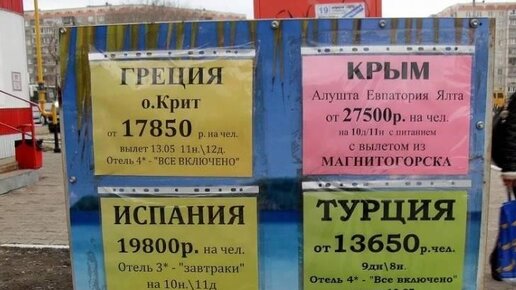 ГРЕЦИЯ
о.Крит
от 17850 р. на чел.
вылет 13.05 11н\12д.
Отель 4* - "ВСЕ ВКЛЮЧЕНО"
КРЫМ
Алушта Евпатория Ялта
от 27500р. на чел.
на 10д/11н с питанием
с вылетом из
МАГНИТОГОРСКА
ИСПАНИЯ
19800р. на чел.
Отель 3* - "завтраки"
на 10н\11д
ТУРЦИЯ
от 13650р.чел.
9дн\8н.
Отель 4* - "Все включено"